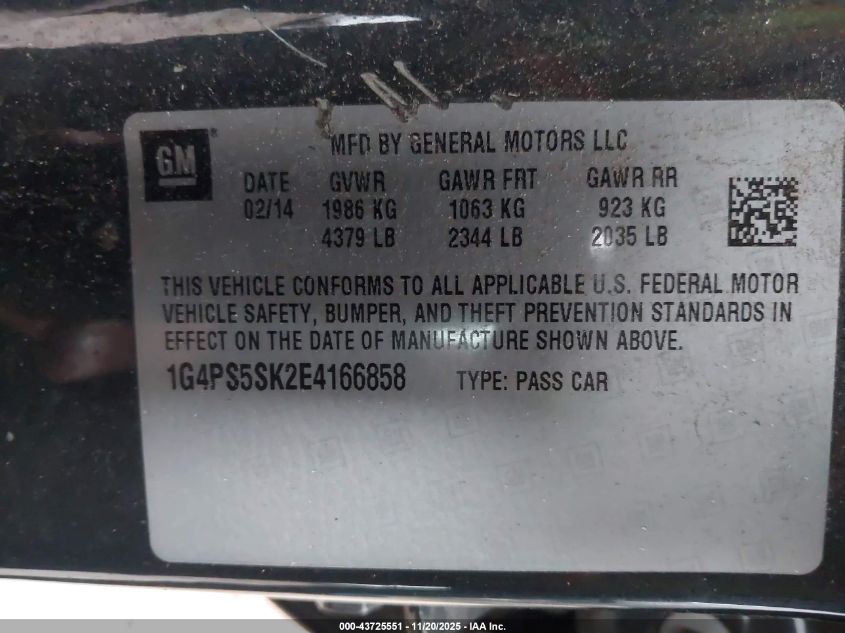 GM®
MFD BY GENERAL MOTORS LLC
DATE GVWR GAWR FRT GAWR RR
02/14 1986 KG 1063 KG 923 KG
4379 LB 2344 LB 2035 LB
THIS VEHICLE CONFORMS TO ALL APPLICABLE U.S. FEDERAL MOTOR
VEHICLE SAFETY, BUMPER, AND THEFT PREVENTION STANDARDS IN
EFFECT ON THE DATE OF MANUFACTURE SHOWN ABOVE.
1G4PS5SK2E4166858 TYPE: PASS CAR
000-43725551 - 11/20/2025 - IAA Inc.